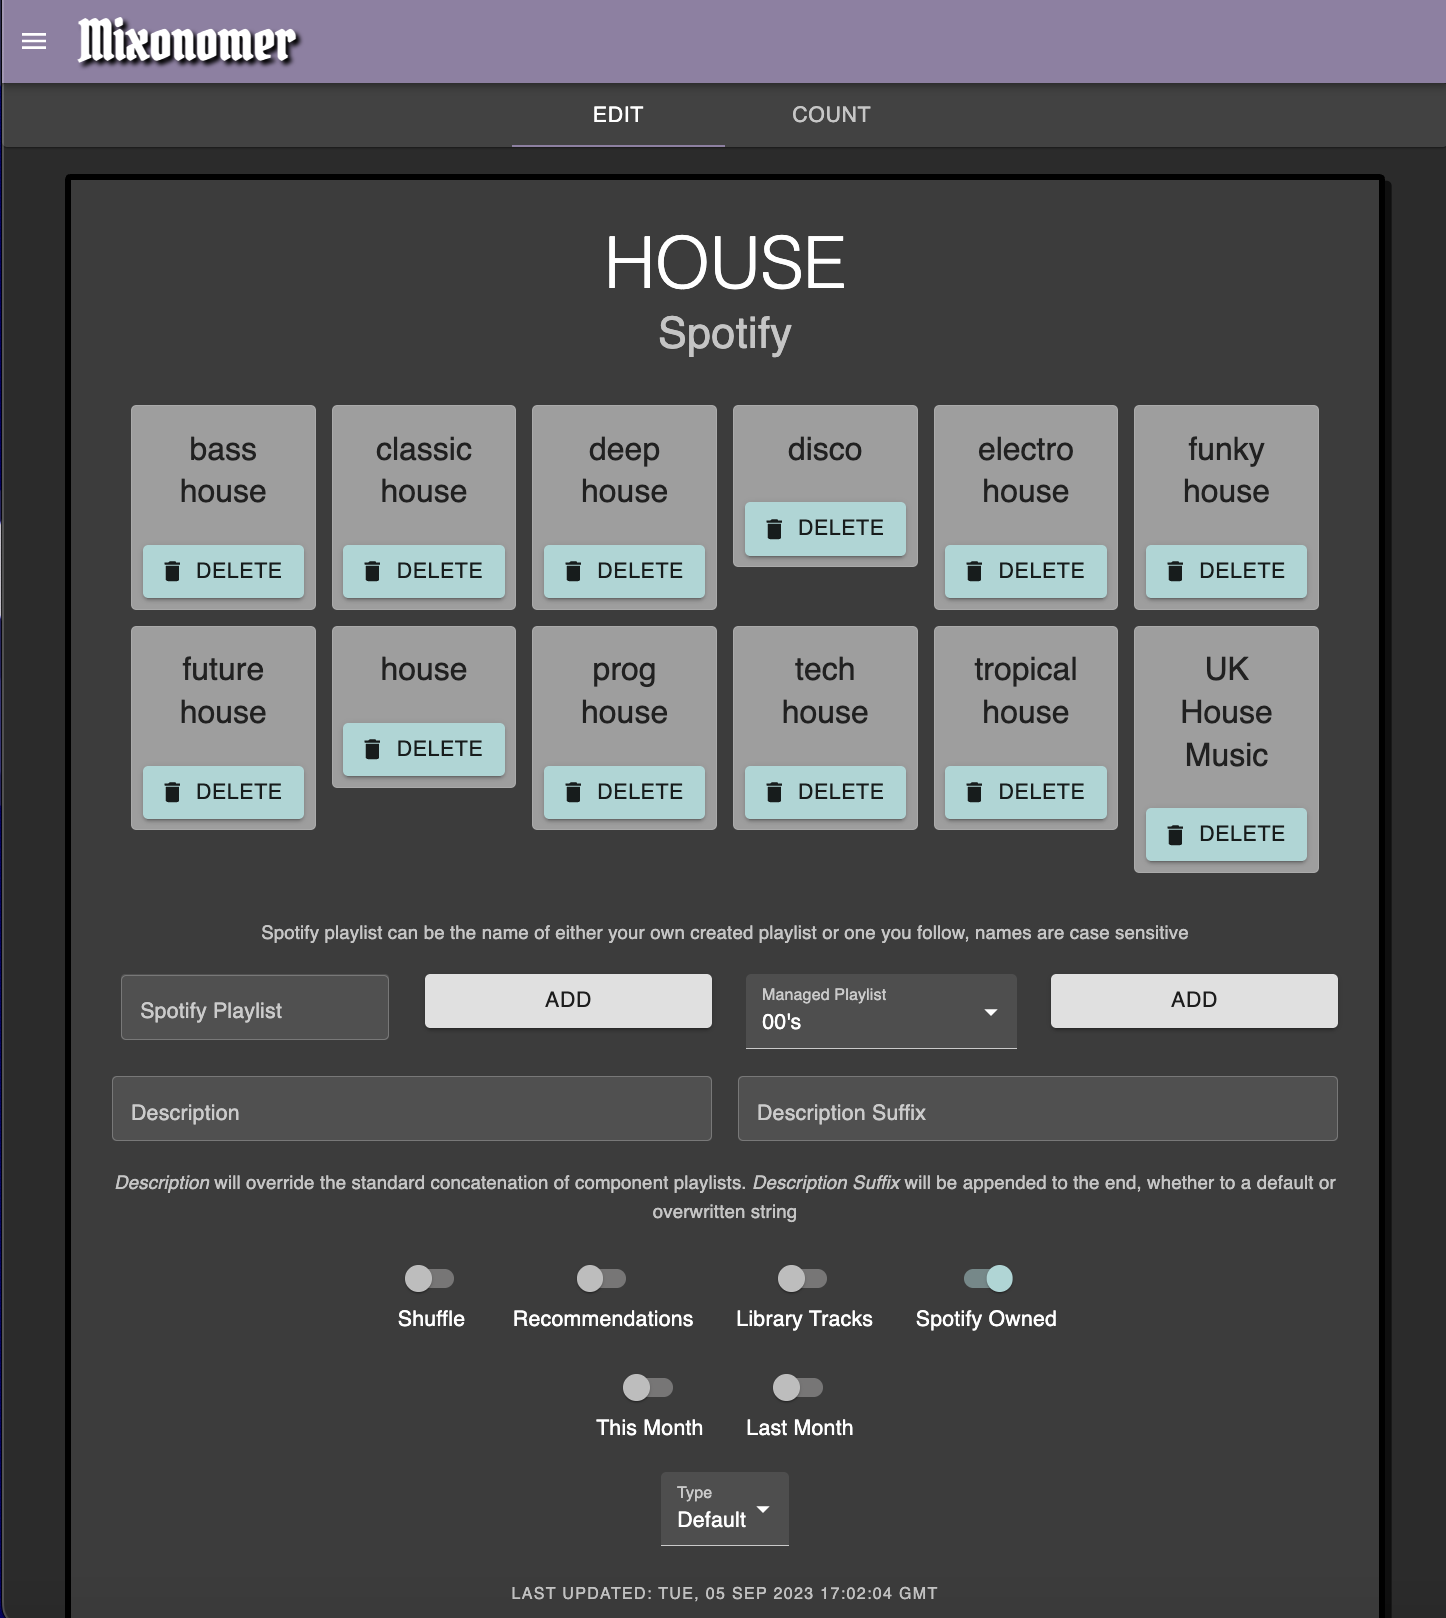 Mixonomer
EDIT
COUNT
HOUSE
Spotify
bass
house
DELETE
classic
house
DELETE
deep
house
DELETE
disco
DELETE
electro
house
DELETE
funky
house
DELETE
future
house
DELETE
house
DELETE
prog
house
DELETE
tech
house
DELETE
tropical
house
DELETE
UK
House
Music
DELETE
Spotify playlist can be the name of either your own created playlist or one you follow, names are case sensitive
Spotify Playlist
ADD
Managed Playlist
00's
ADD
Description
Description Suffix
Description will override the standard concatenation of component playlists. Description Suffix will be appended to the end, whether to a default or
overwritten string
Shuffle
Recommendations
Library Tracks
Spotify Owned
This Month
Last Month
Type
Default
LAST UPDATED: TUE, 05 SEP 2023 17:02:04 GMT